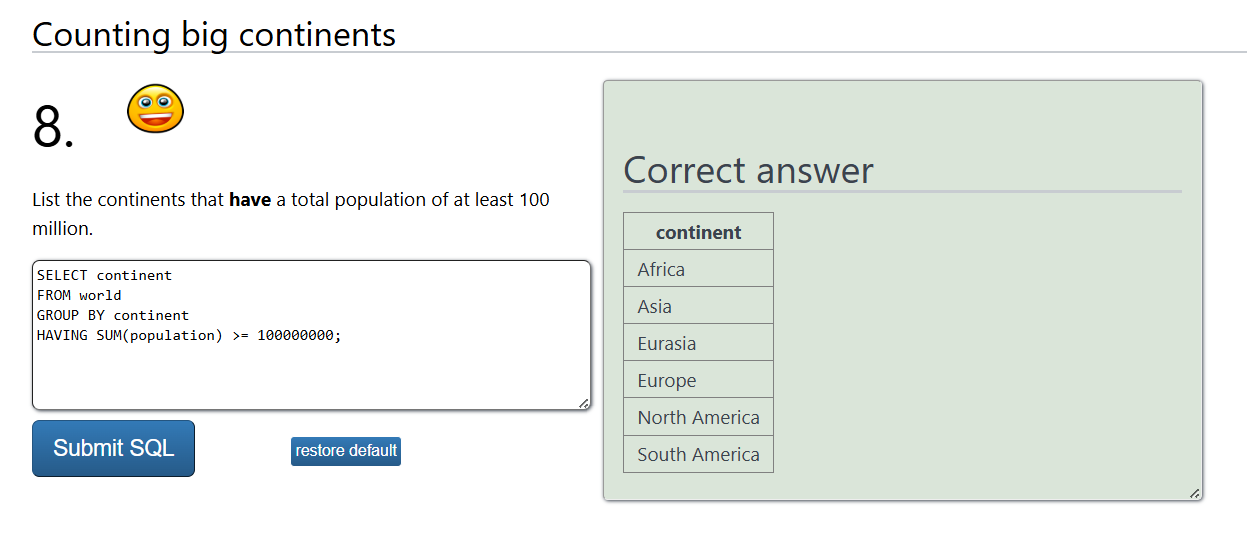 Counting big continents
8.
List the continents that have a total population of at least 100
million.
SELECT continent
FROM world
GROUP BY continent
HAVING SUM(population) >= 100000000;
Submit SQL
restore default
Correct answer
continent
Africa
Asia
Eurasia
Europe
North America
South America